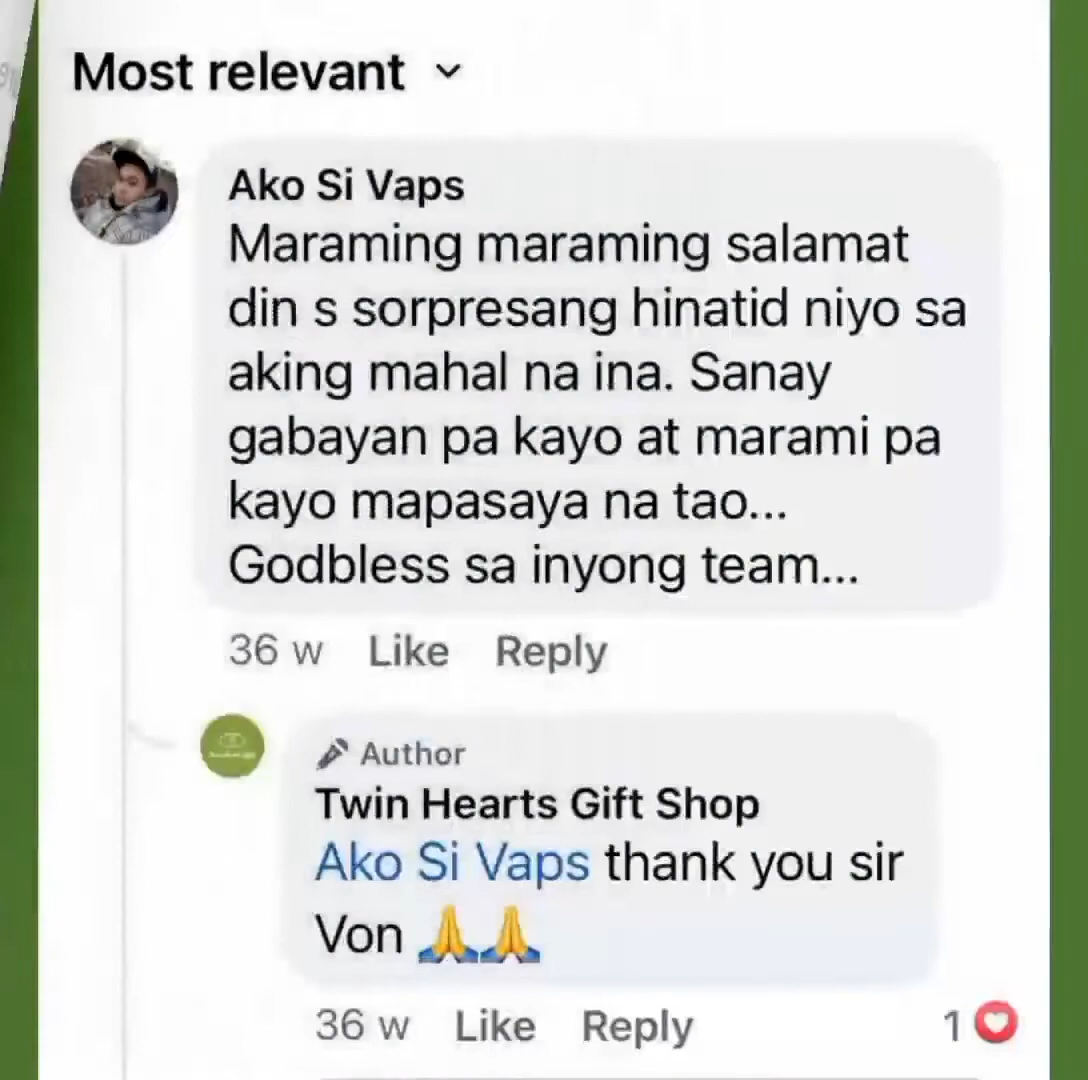 Most relevant
Ako Si Vaps
Maraming maraming salamat
din s sorpresang hinatid niyo sa
aking mahal na ina. Sanay
gabayan pa kayo at marami pa
kayo mapasaya na tao...
Godbless sa inyong team...
36 w Like Reply
Author
Twin Hearts Gift Shop
Ako Si Vaps thank you sir
Von 🙏🙏
36 w Like Reply 1